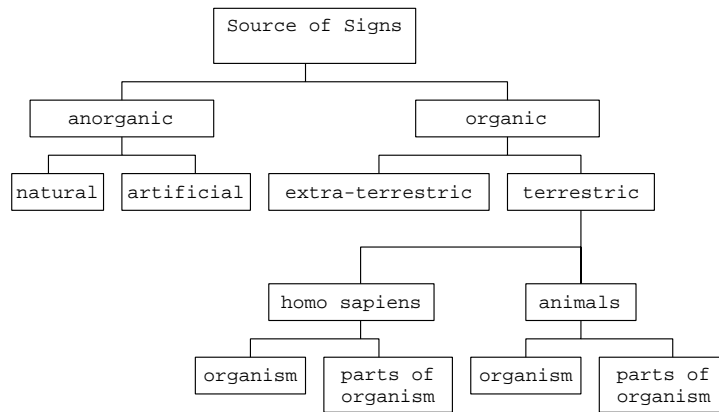 Source of Signs
anorganic
organic
natural
artificial
extra-terrestric
terrestric
homo sapiens
animals
organism
parts of
organism
organism
parts of
organism